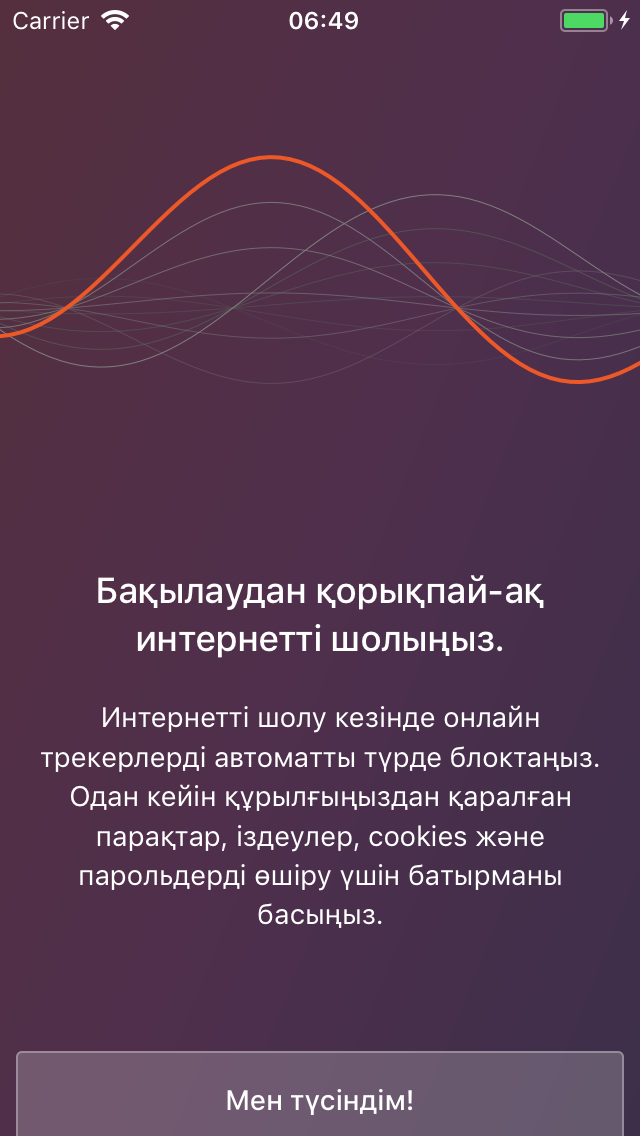 Carrier 06:49
Бақылаудан қорықпай-ақ
интернетті шолыңыз.
Интернетті шолу кезінде онлайн
трекерлерді автоматты түрде блоктаңыз.
Одан кейін құрылғыңыздан қаралған
парақтар, іздеулер, cookies және
парольдерді өшіру үшін батырманы
басыңыз.
Мен түсіндім!